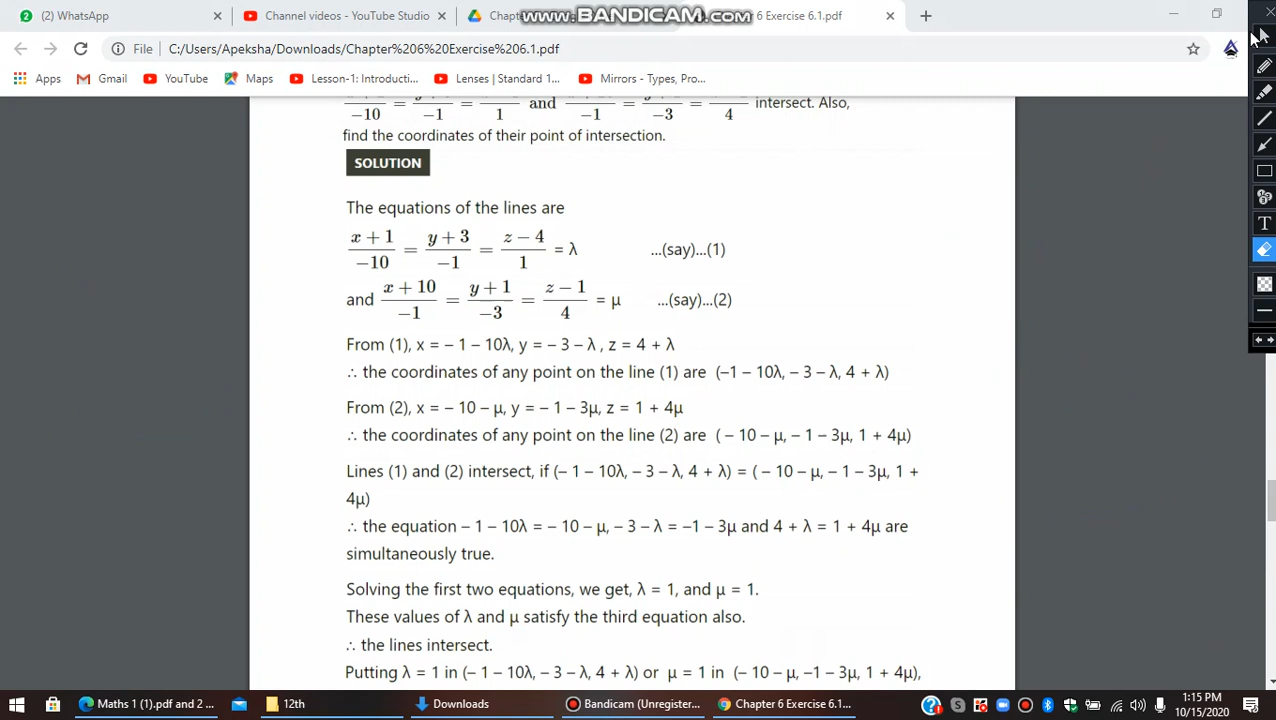 (2) WhatsApp
Channel videos - YouTube Studio
Chapt
6 Exercise 6.1.pdf
www.BANDICAM.com
File C:/Users/Apeksha/Downloads/Chapter%206%20Exercise%206.1.pdf
Apps Gmail YouTube Maps Lesson-1: Introducti... Lenses | Standard 1... Mirrors - Types, Pro...
−10 = −1 = 1 and −1 = −3 = 4 intersect. Also,
find the coordinates of their point of intersection.
SOLUTION
The equations of the lines are
(x + 1)/−10 = (y + 3)/−1 = (z − 4)/1 = λ ...(say)...(1)
and (x + 10)/−1 = (y + 1)/−3 = (z − 1)/4 = μ ...(say)...(2)
From (1), x = – 1 – 10λ, y = – 3 – λ , z = 4 + λ
∴ the coordinates of any point on the line (1) are (–1 – 10λ, – 3 – λ, 4 + λ)
From (2), x = – 10 – μ, y = – 1 – 3μ, z = 1 + 4μ
∴ the coordinates of any point on the line (2) are ( – 10 – μ, – 1 – 3μ, 1 + 4μ)
Lines (1) and (2) intersect, if (– 1 – 10λ, – 3 – λ, 4 + λ) = ( – 10 – μ, – 1 – 3μ, 1 +
4μ)
∴ the equation – 1 – 10λ = – 10 – μ, – 3 – λ = –1 – 3μ and 4 + λ = 1 + 4μ are
simultaneously true.
Solving the first two equations, we get, λ = 1, and μ = 1.
These values of λ and μ satisfy the third equation also.
∴ the lines intersect.
Putting λ = 1 in (– 1 – 10λ, – 3 – λ, 4 + λ) or μ = 1 in (– 10 – μ, –1 – 3μ, 1 + 4μ),
Maths 1 (1).pdf and 2 ...
12th
Downloads
Bandicam (Unregister...
Chapter 6 Exercise 6.1...
1:15 PM
10/15/2020